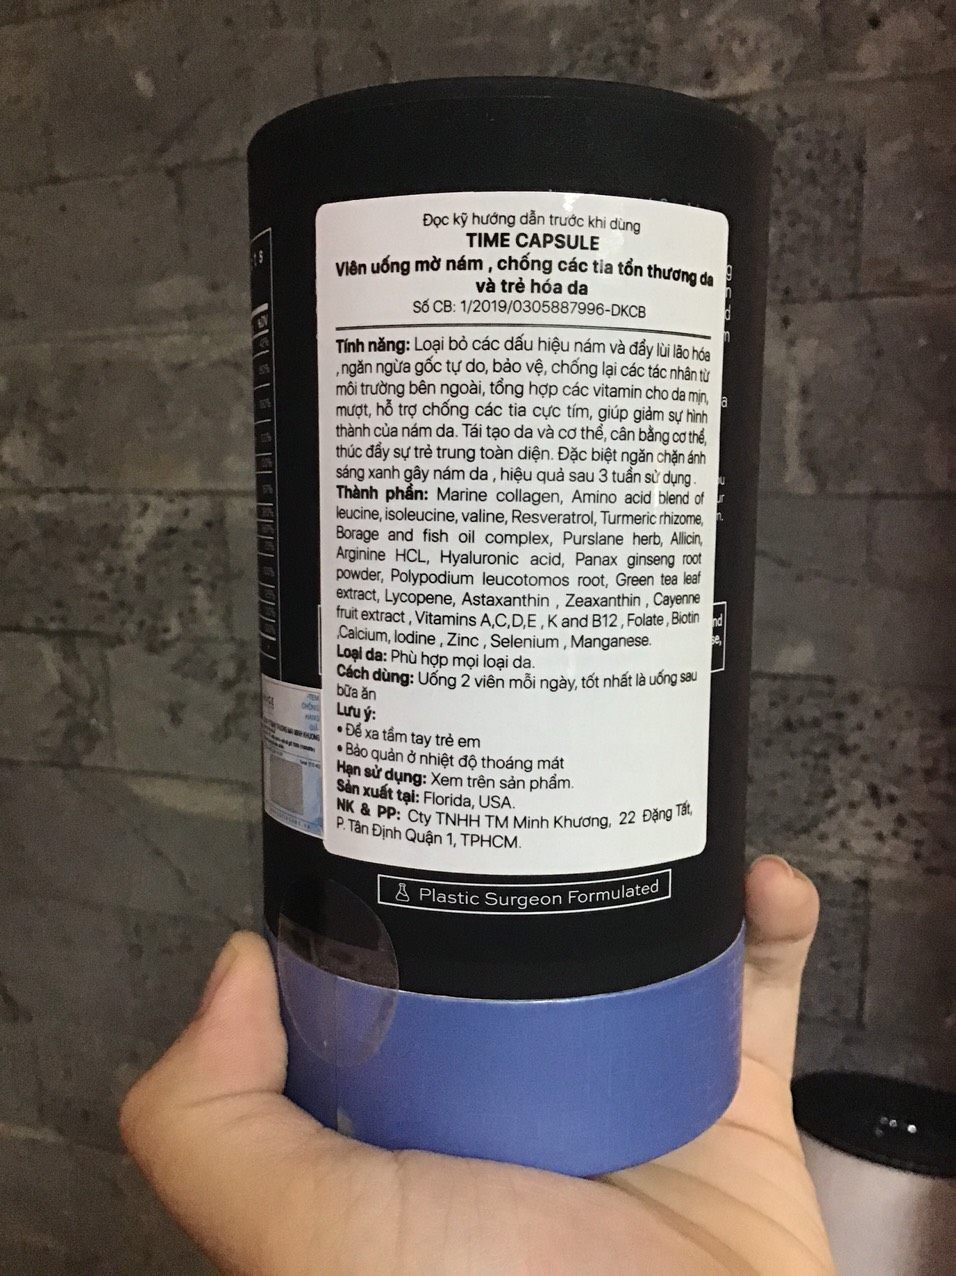 Đọc kỹ hướng dẫn trước khi dùng
TIME CAPSULE
Viên uống mờ nám , chống các tia tổn thương da
và trẻ hóa da
Số CB: 1/2019/0305887996-DKCB
Tính năng: Loại bỏ các dấu hiệu nám và đẩy lùi lão hóa
,ngăn ngừa gốc tự do, bảo vệ, chống lại các tác nhân từ
môi trường bên ngoài, tổng hợp các vitamin cho da mịn,
mượt, hỗ trợ chống các tia cực tím, giúp giảm sự hình
thành của nám da. Tái tạo da và cơ thể, cân bằng cơ thể,
thúc đẩy sự trẻ trung toàn diện. Đặc biệt ngăn chặn ánh
sáng xanh gây nám da , hiệu quả sau 3 tuần sử dụng .
Thành phần: Marine collagen, Amino acid blend of
leucine, isoleucine, valine, Resveratrol, Turmeric rhizome,
Borage and fish oil complex, Purslane herb, Allicin,
Arginine HCL, Hyaluronic acid, Panax ginseng root
powder, Polypodium leucotomos root, Green tea leaf
extract, Lycopene, Astaxanthin , Zeaxanthin , Cayenne
fruit extract , Vitamins A,C,D,E , K and B12 , Folate , Biotin
,Calcium, Iodine , Zinc , Selenium , Manganese.
Loại da: Phù hợp mọi loại da.
Cách dùng: Uống 2 viên mỗi ngày, tốt nhất là uống sau
bữa ăn
Lưu ý:
• Để xa tầm tay trẻ em
• Bảo quản ở nhiệt độ thoáng mát
Hạn sử dụng: Xem trên sản phẩm.
Sản xuất tại: Florida, USA.
NK & PP: Cty TNHH TM Minh Khương, 22 Đặng Tất,
P. Tân Định Quận 1, TPHCM.
Plastic Surgeon Formulated